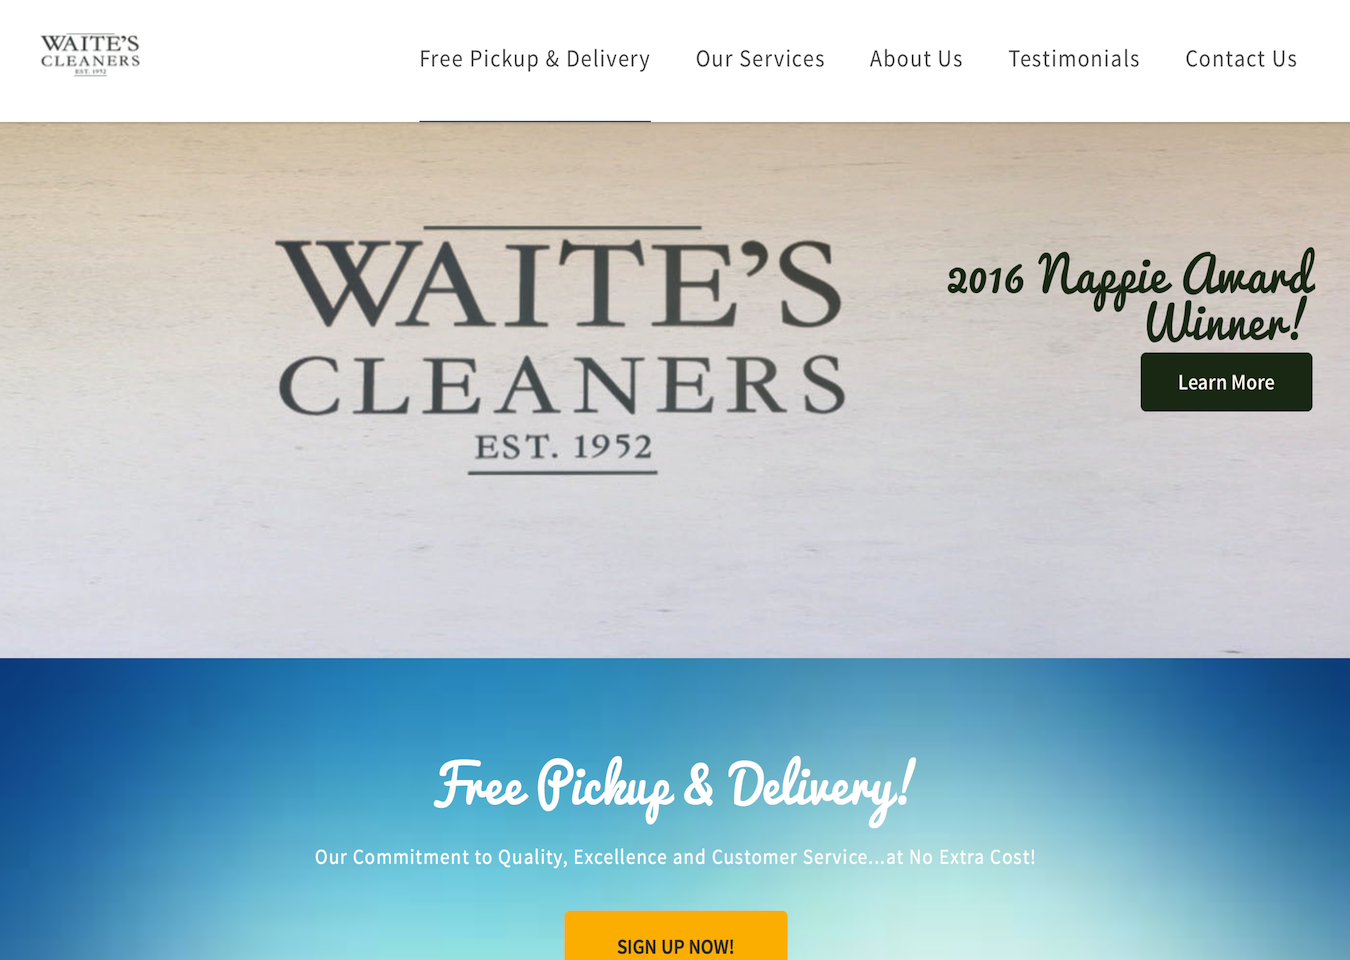 WAITE'S
CLEANERS
EST. 1952
Free Pickup & Delivery
Our Services
About Us
Testimonials
Contact Us
WAITE'S
CLEANERS
EST. 1952
2016 Nappie Award
Winner!
Learn More
Free Pickup & Delivery!
Our Commitment to Quality, Excellence and Customer Service...at No Extra Cost!
SIGN UP NOW!